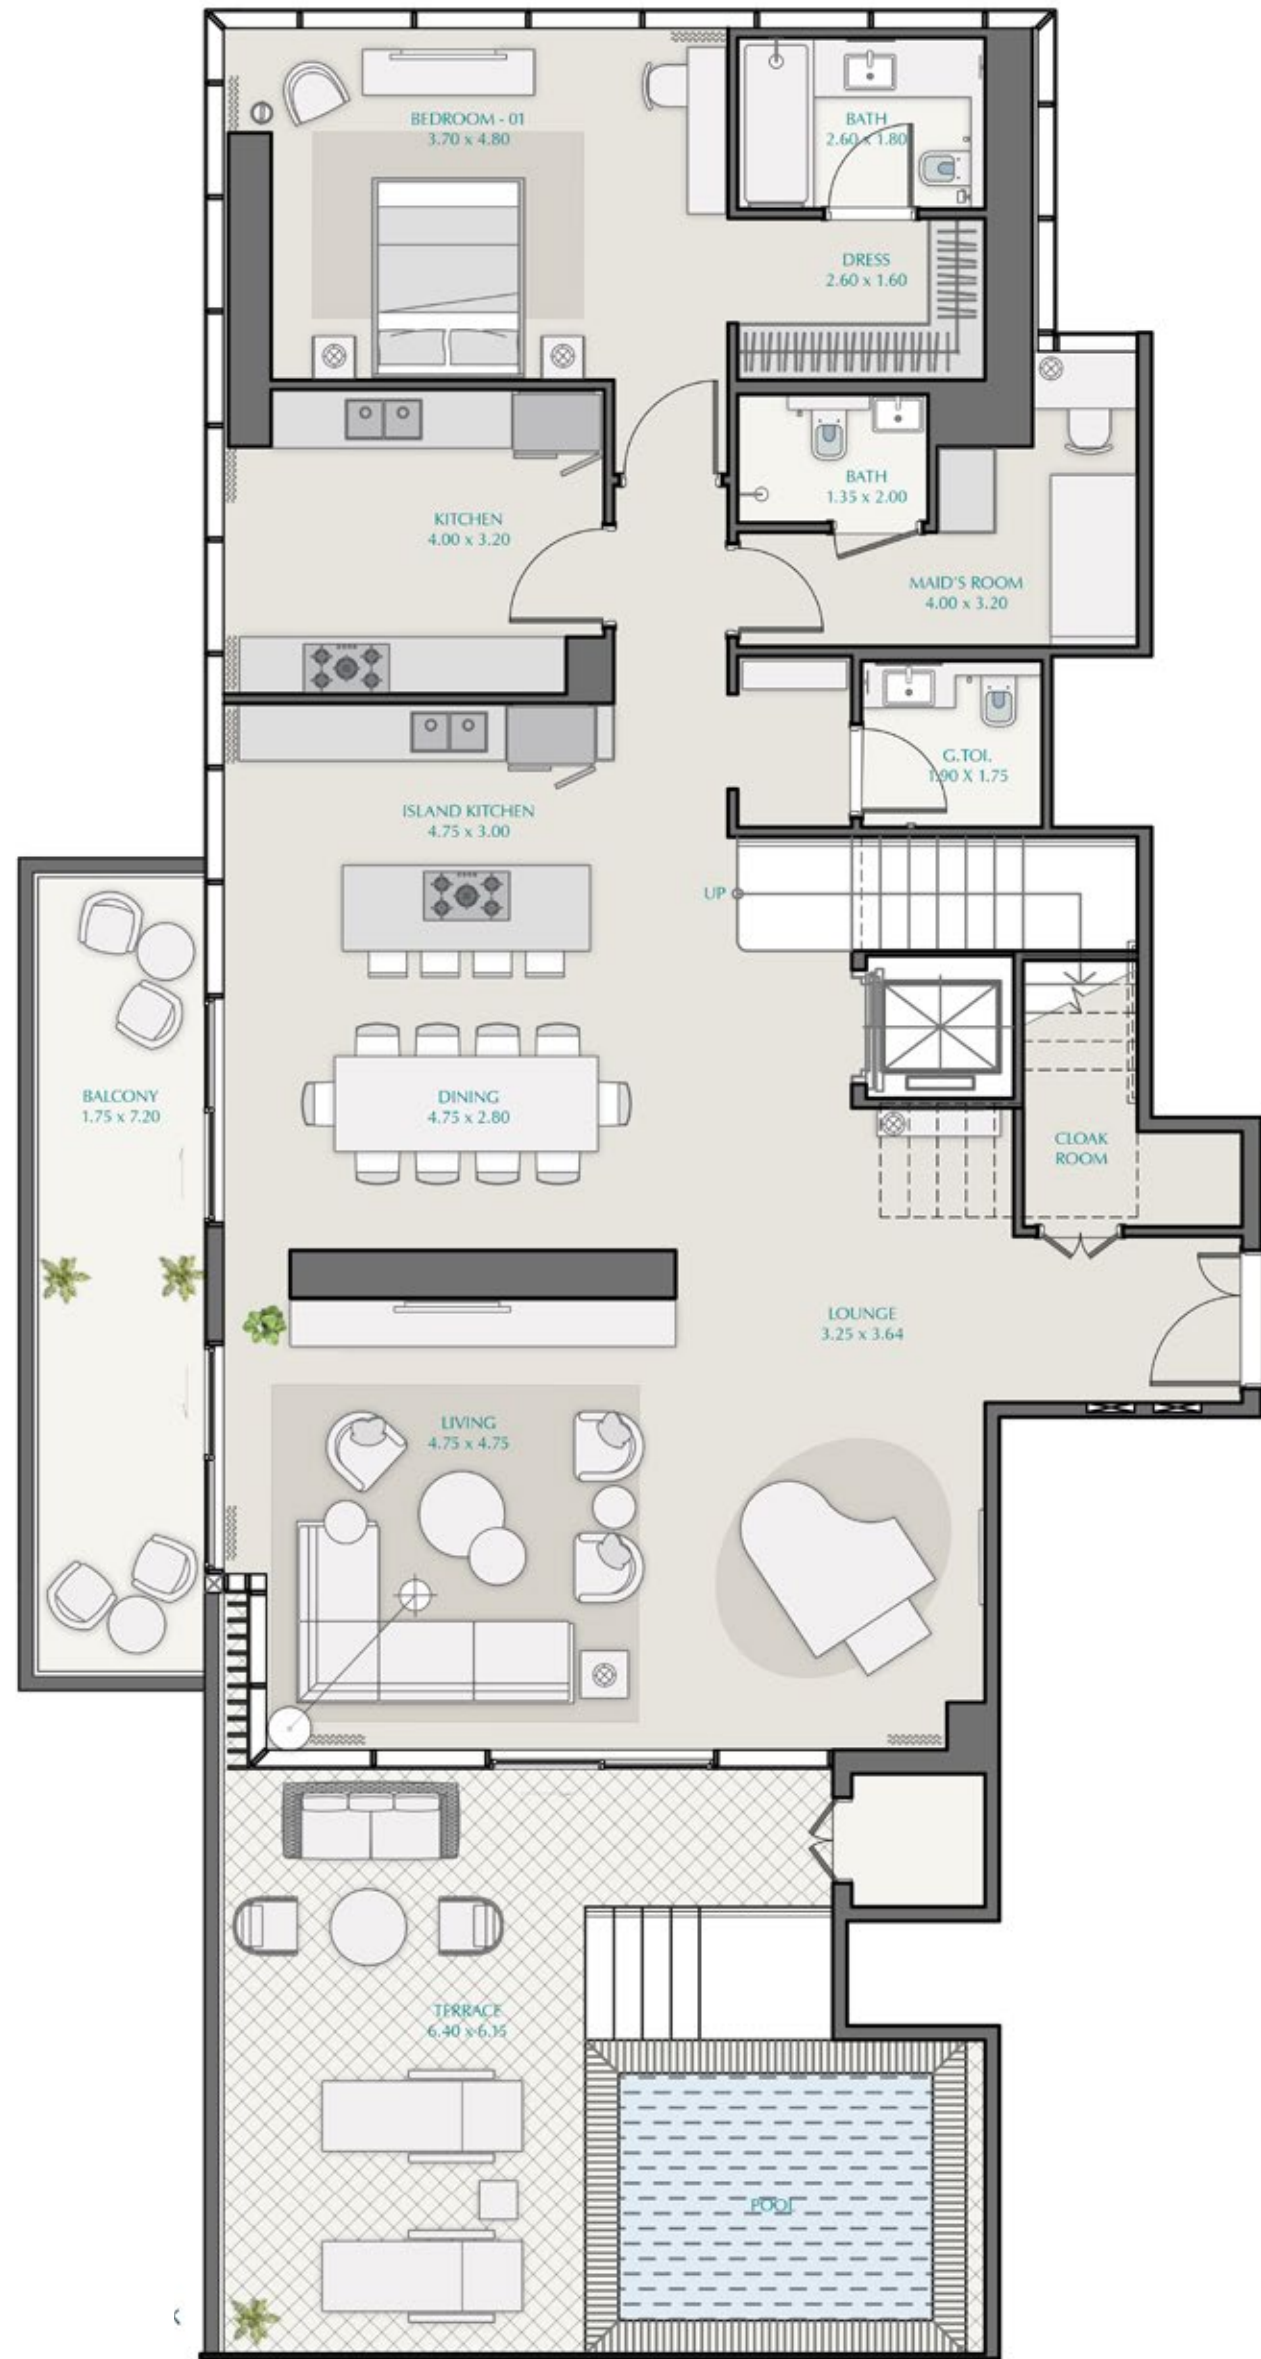 BEDROOM - 01
3.70 x 4.80
BATH
2.60 x 1.80
DRESS
2.60 x 1.60
BATH
1.35 x 2.00
KITCHEN
4.00 x 3.20
MAID'S ROOM
4.00 x 3.20
G.TOI.
1.90 X 1.75
ISLAND KITCHEN
4.75 x 3.00
UP
BALCONY
1.75 x 7.20
DINING
4.75 x 2.80
CLOAK
ROOM
LOUNGE
3.25 x 3.64
LIVING
4.75 x 4.75
TERRACE
6.40 x 6.15
POOL